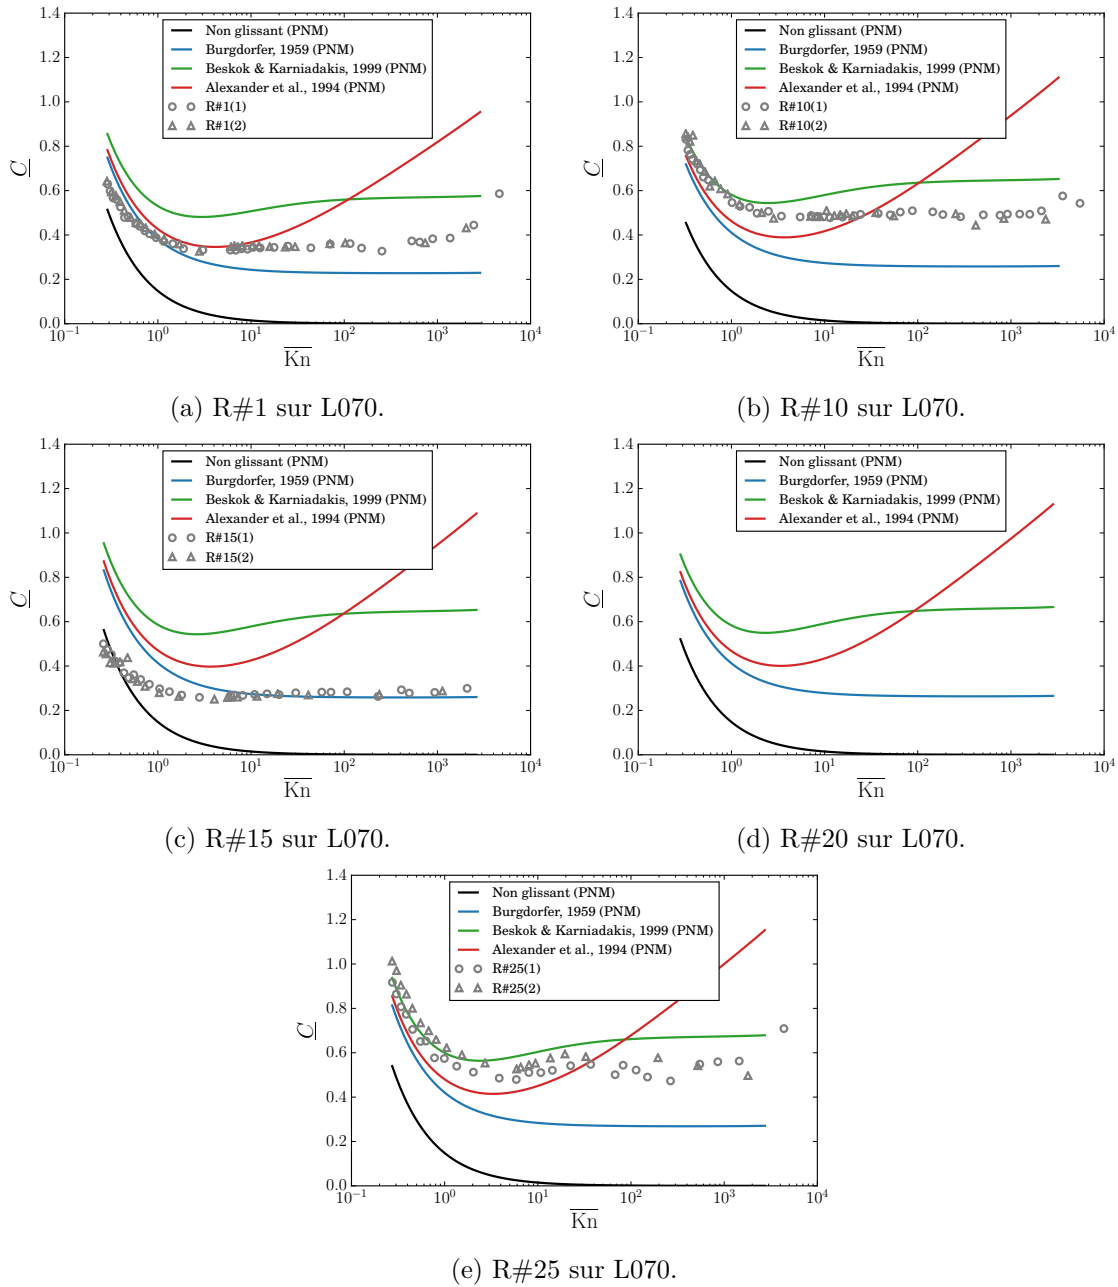 1.4
1.2
1.0
0.8
0.6
0.4
0.2
0.0
C
Non glissant (PNM)
Burgdorfer, 1959 (PNM)
Beskok & Karniadakis, 1999 (PNM)
Alexander et al., 1994 (PNM)
R#1(1)
R#1(2)
10⁻¹ 10⁰ 10¹ 10² 10³ 10⁴
Kn
(a) R#1 sur L070.
1.4
1.2
1.0
0.8
0.6
0.4
0.2
0.0
C
Non glissant (PNM)
Burgdorfer, 1959 (PNM)
Beskok & Karniadakis, 1999 (PNM)
Alexander et al., 1994 (PNM)
R#10(1)
R#10(2)
10⁻¹ 10⁰ 10¹ 10² 10³ 10⁴
Kn
(b) R#10 sur L070.
1.4
1.2
1.0
0.8
0.6
0.4
0.2
0.0
C
Non glissant (PNM)
Burgdorfer, 1959 (PNM)
Beskok & Karniadakis, 1999 (PNM)
Alexander et al., 1994 (PNM)
R#15(1)
R#15(2)
10⁻¹ 10⁰ 10¹ 10² 10³ 10⁴
Kn
(c) R#15 sur L070.
1.4
1.2
1.0
0.8
0.6
0.4
0.2
0.0
C
Non glissant (PNM)
Burgdorfer, 1959 (PNM)
Beskok & Karniadakis, 1999 (PNM)
Alexander et al., 1994 (PNM)
10⁻¹ 10⁰ 10¹ 10² 10³ 10⁴
Kn
(d) R#20 sur L070.
1.4
1.2
1.0
0.8
0.6
0.4
0.2
0.0
C
Non glissant (PNM)
Burgdorfer, 1959 (PNM)
Beskok & Karniadakis, 1999 (PNM)
Alexander et al., 1994 (PNM)
R#25(1)
R#25(2)
10⁻¹ 10⁰ 10¹ 10² 10³ 10⁴
Kn
(e) R#25 sur L070.